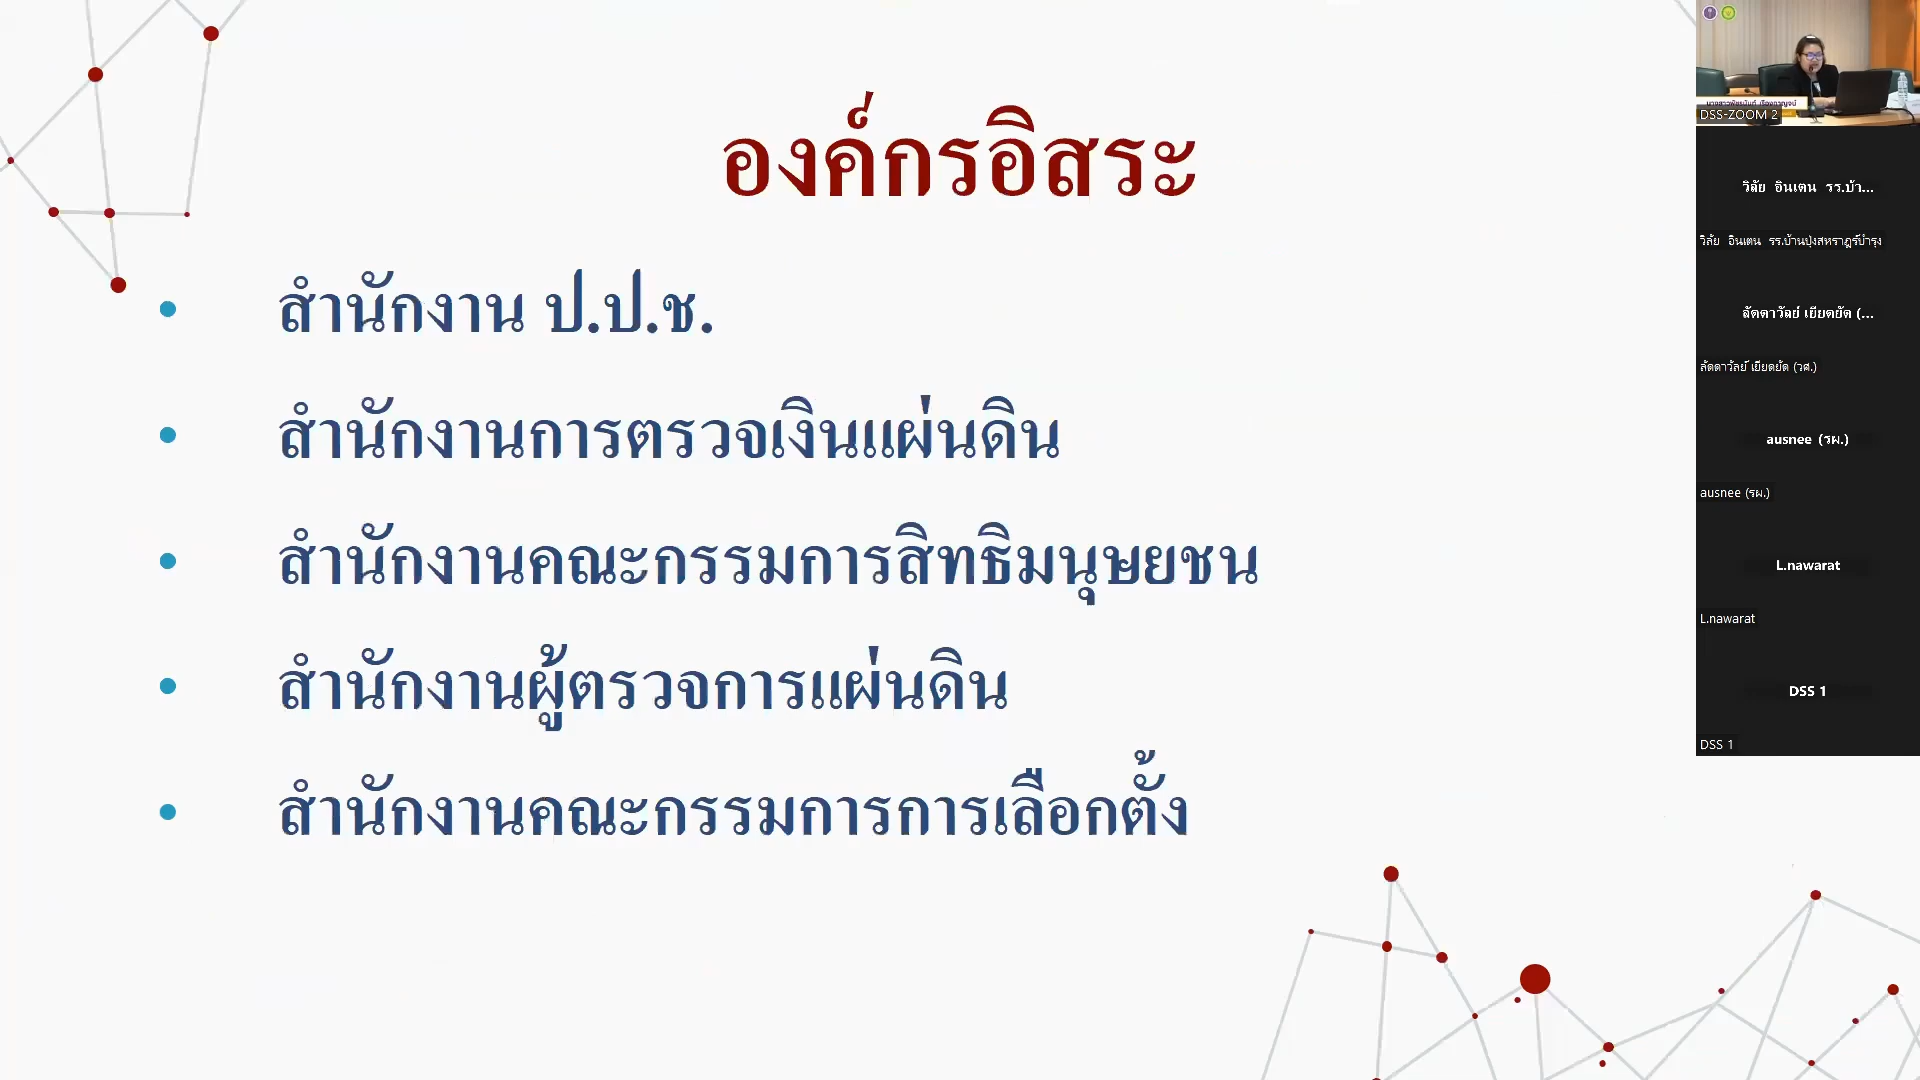 องค์กรอิสระ
• สำนักงาน ป.ป.ช.
• สำนักงานการตรวจเงินแผ่นดิน
• สำนักงานคณะกรรมการสิทธิมนุษยชน
• สำนักงานผู้ตรวจการแผ่นดิน
• สำนักงานคณะกรรมการการเลือกตั้ง
DSS-ZOOM 2
วิลัย อินเตน รร.บ้า...
วิลัย อินเตน รร.บ้านปุ่งสหราฎร์บำรุง
ลัดดาวัลย์ เยียดยัด (...
ลัดดาวัลย์ เยียดยัด (วศ.)
ausnee (รผ.)
ausnee (รผ.)
L.nawarat
L.nawarat
DSS 1
DSS 1